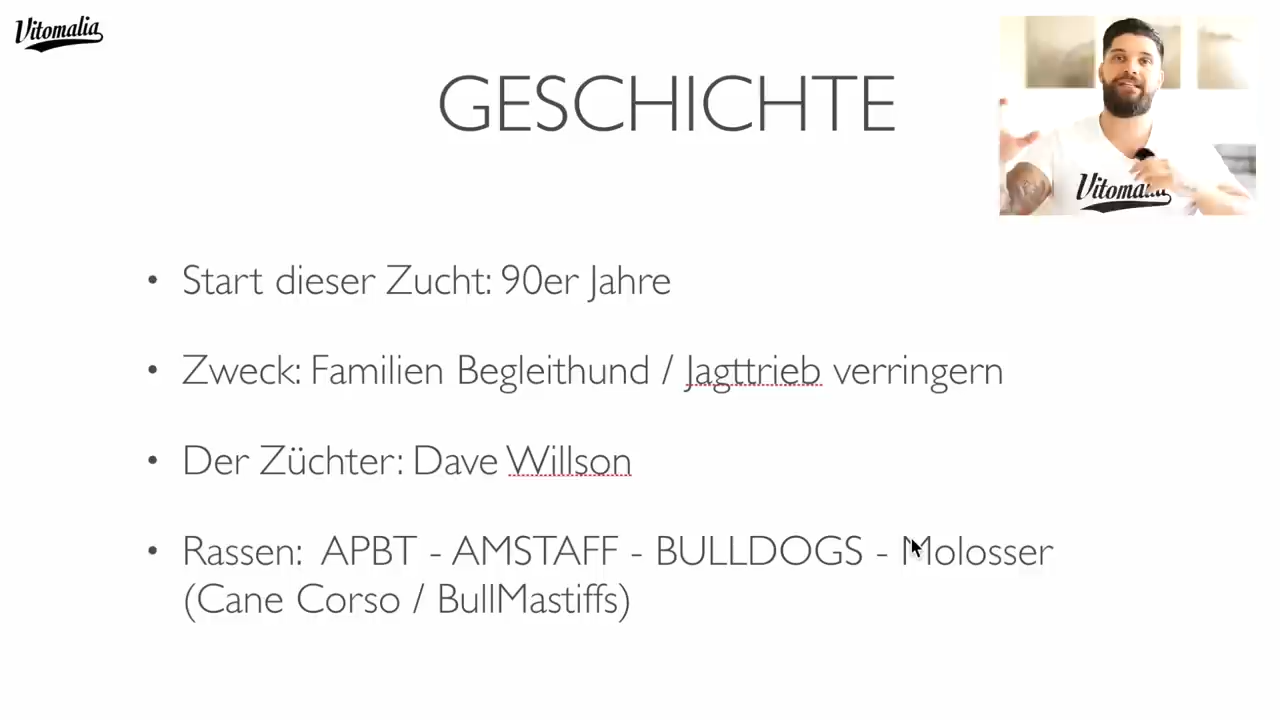 Vitomalia
GESCHICHTE
Vitomalia
• Start dieser Zucht: 90er Jahre
• Zweck: Familien Begleithund / Jagttrieb verringern
• Der Züchter: Dave Willson
• Rassen: APBT - AMSTAFF - BULLDOGS - Molosser
(Cane Corso / BullMastiffs)